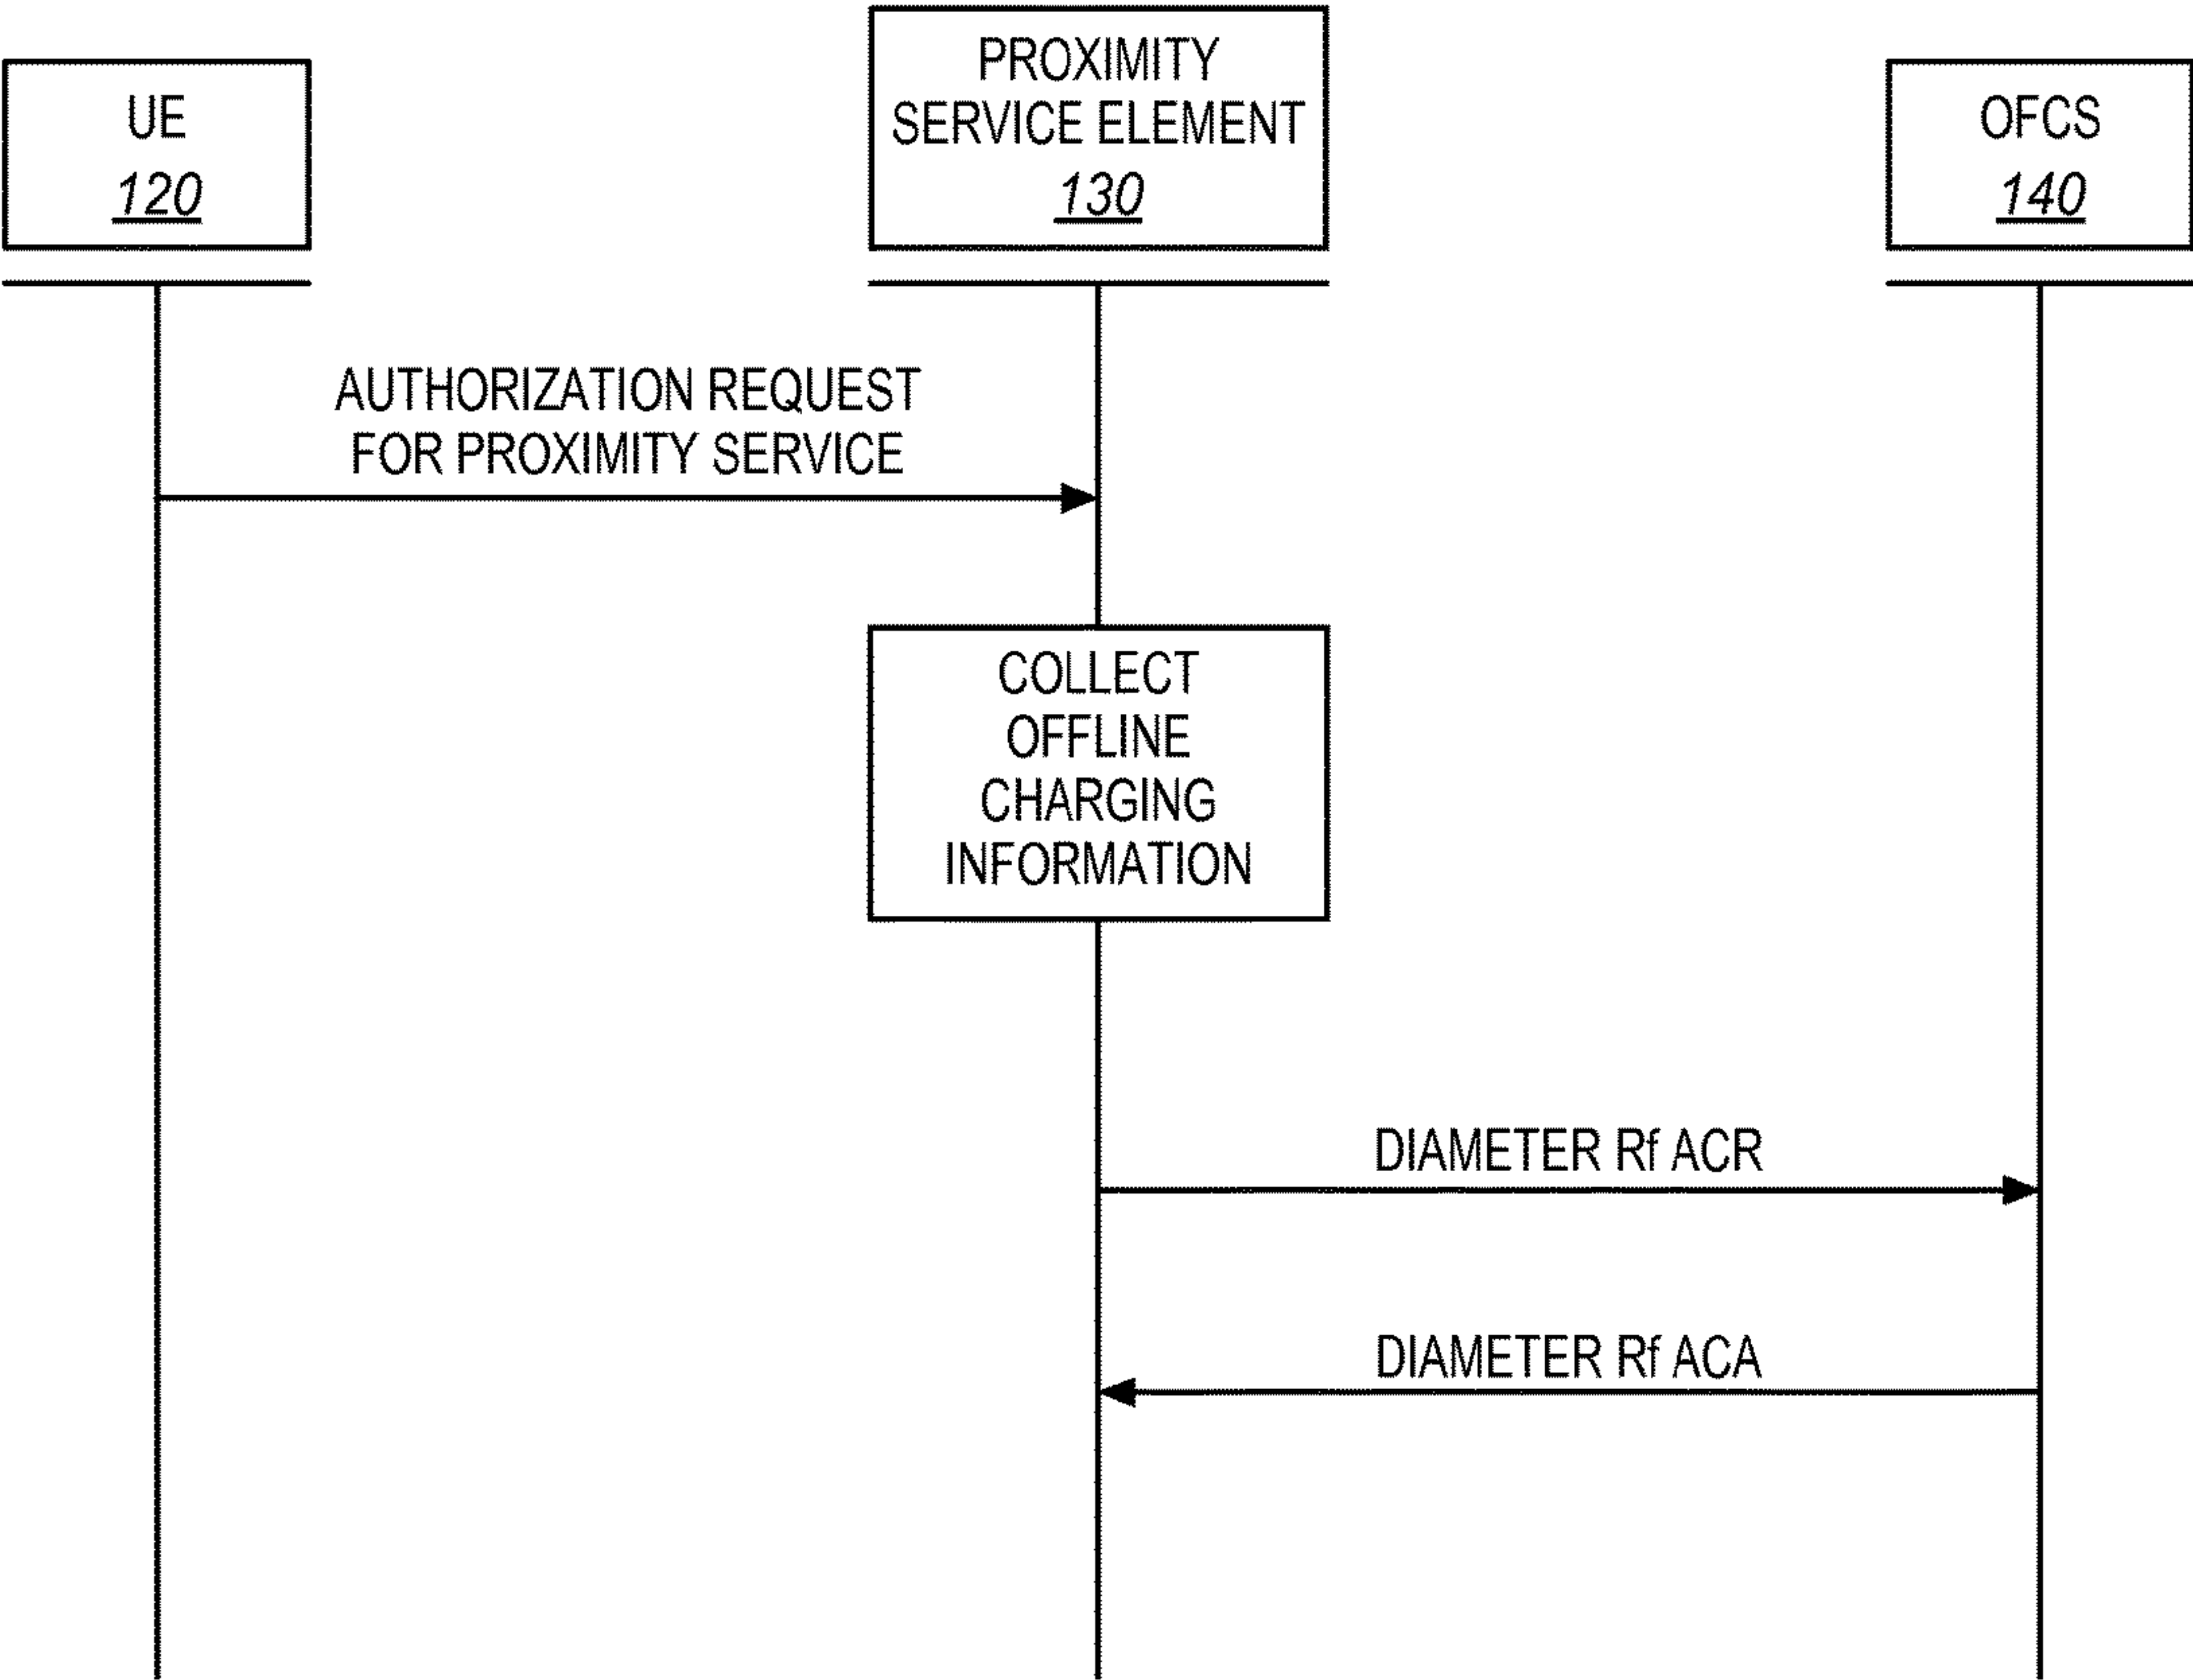 UE
120
PROXIMITY
SERVICE ELEMENT
130
OFCS
140
AUTHORIZATION REQUEST
FOR PROXIMITY SERVICE
COLLECT
OFFLINE
CHARGING
INFORMATION
DIAMETER Rf ACR
DIAMETER Rf ACA